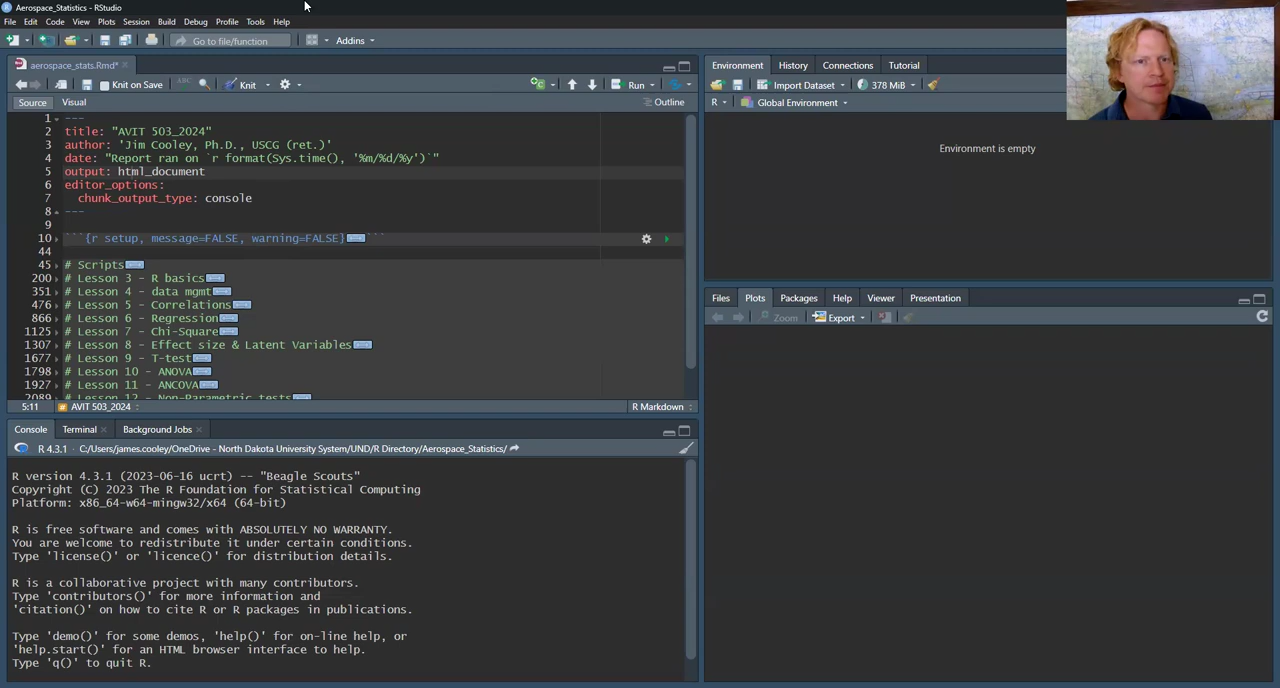 Aerospace_Statistics - RStudio
File Edit Code View Plots Session Build Debug Profile Tools Help
Go to file/function Addins
aerospace_stats.Rmd*
Knit on Save ABC Knit Run
Source Visual Outline
1 ---
2 title: "AVIT 503_2024"
3 author: 'Jim Cooley, Ph.D., USCG (ret.)'
4 date: "Report ran on `r format(Sys.time(), '%m/%d/%y')`"
5 output: html_document
6 editor_options:
7 chunk_output_type: console
8 ---
9
10 ```{r setup, message=FALSE, warning=FALSE} ```
44
45 # Scripts
200 # Lesson 3 - R basics
351 # Lesson 4 - data mgmt
476 # Lesson 5 - Correlations
866 # Lesson 6 - Regression
1125 # Lesson 7 - Chi-Square
1307 # Lesson 8 - Effect size & Latent Variables
1677 # Lesson 9 - T-test
1798 # Lesson 10 - ANOVA
1927 # Lesson 11 - ANCOVA
2089 # Lesson 12 - Non-Parametric tests
5:11 # AVIT 503_2024 R Markdown
Console Terminal Background Jobs
R 4.3.1 · C:/Users/james.cooley/OneDrive - North Dakota University System/UND/R Directory/Aerospace_Statistics/
R version 4.3.1 (2023-06-16 ucrt) -- "Beagle Scouts"
Copyright (C) 2023 The R Foundation for Statistical Computing
Platform: x86_64-w64-mingw32/x64 (64-bit)
R is free software and comes with ABSOLUTELY NO WARRANTY.
You are welcome to redistribute it under certain conditions.
Type 'license()' or 'licence()' for distribution details.
R is a collaborative project with many contributors.
Type 'contributors()' for more information and
'citation()' on how to cite R or R packages in publications.
Type 'demo()' for some demos, 'help()' for on-line help, or
'help.start()' for an HTML browser interface to help.
Type 'q()' to quit R.
Environment History Connections Tutorial
Import Dataset 378 MiB
R Global Environment
Environment is empty
Files Plots Packages Help Viewer Presentation
Zoom Export